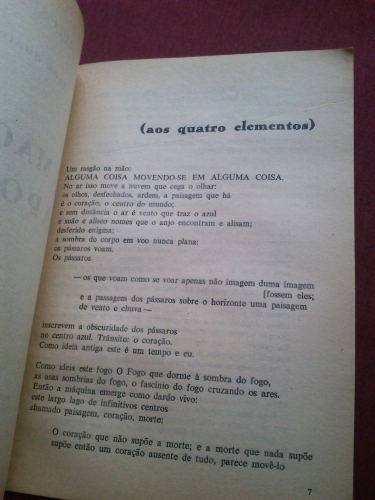 (aos quatro elementos)
Um rasgão na mão:
ALGUMA COISA MOVENDO-SE EM ALGUMA COISA.
No ar isso move a nuvem que cega o olhar:
os olhos, desfechados, ardem, a paisagem que há
é o coração, o centro do mundo;
e sem distância o ar é vento que traz o azul
e suão e alíseo nomes que o anjo encontram e alisam;
desferido enigma;
a sombra do corpo em voo nunca plana:
os pássaros voam.
Os pássaros
— os que voam como se voar apenas não imagem duma imagem
[fossem eles;
e a passagem dos pássaros sobre o horizonte uma paisagem
de vento e chuva —
inscrevem a obscuridade dos pássaros
no centro azul. Trânsito: o coração.
Como ideia antiga este é um tempo e eu.
Como ideia este fogo O Fogo que dorme à sombra do fogo,
as asas sombrias do fogo, o fascínio do fogo cruzando os ares.
Então a máquina emerge como dardo vivo:
este largo lago de infinitivos centros
chamado paisagem, coração, morte:
O coração que não supõe a morte; e a morte que nada supõe
supõe então um coração ausente de tudo, parece movê-lo
7